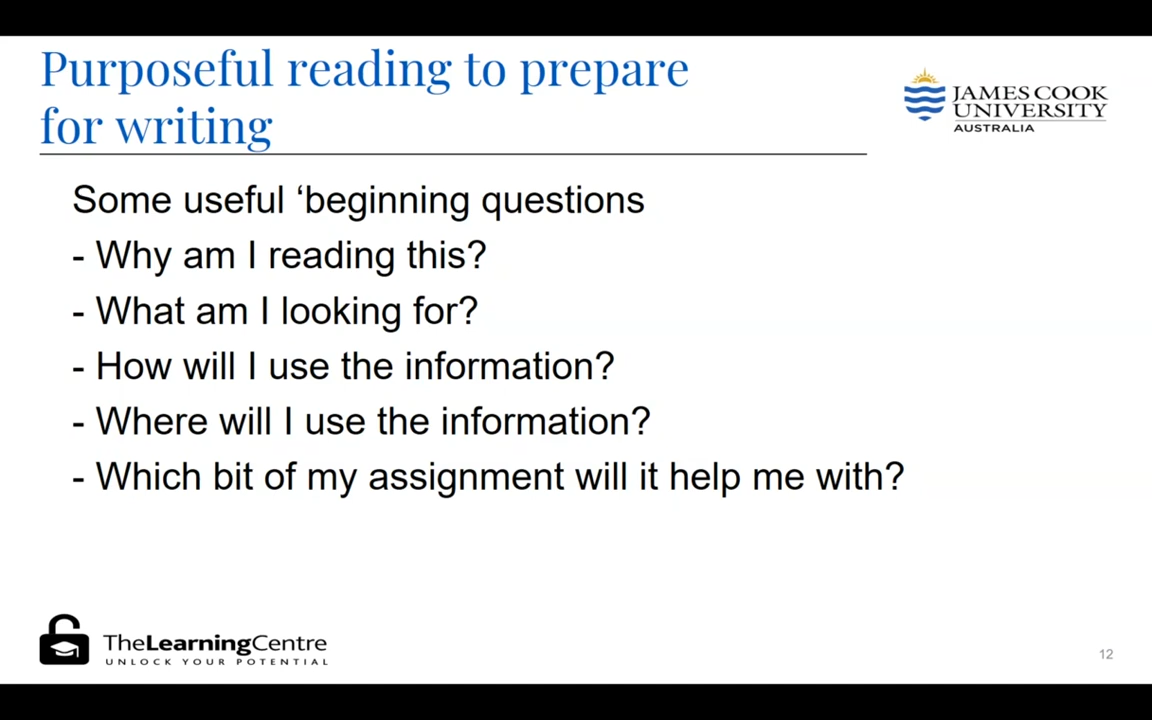 Purposeful reading to prepare
for writing
JAMES COOK
UNIVERSITY
AUSTRALIA
Some useful ‘beginning questions
- Why am I reading this?
- What am I looking for?
- How will I use the information?
- Where will I use the information?
- Which bit of my assignment will it help me with?
TheLearningCentre
UNLOCK YOUR POTENTIAL
12